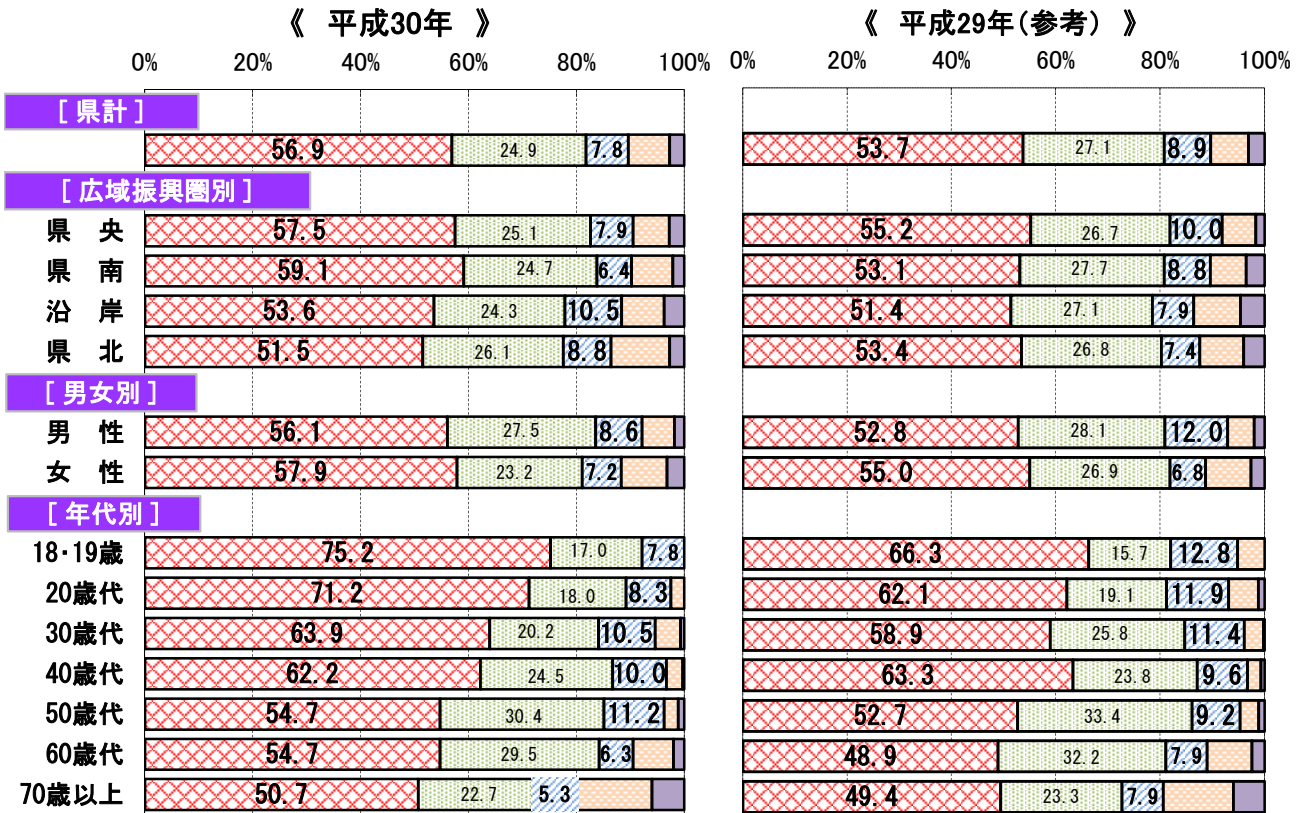 《 平成30年 》 《 平成29年（参考） 》
0% 20% 40% 60% 80% 100% 0% 20% 40% 60% 80% 100%
[ 県計 ]
56.9 24.9 7.8 53.7 27.1 8.9
[ 広域振興圏別 ]
県 央 57.5 25.1 7.9 55.2 26.7 10.0
県 南 59.1 24.7 6.4 53.1 27.7 8.8
沿 岸 53.6 24.3 10.5 51.4 27.1 7.9
県 北 51.5 26.1 8.8 53.4 26.8 7.4
[ 男女別 ]
男 性 56.1 27.5 8.6 52.8 28.1 12.0
女 性 57.9 23.2 7.2 55.0 26.9 6.8
[ 年代別 ]
18・19歳 75.2 17.0 7.8 66.3 15.7 12.8
20歳代 71.2 18.0 8.3 62.1 19.1 11.9
30歳代 63.9 20.2 10.5 58.9 25.8 11.4
40歳代 62.2 24.5 10.0 63.3 23.8 9.6
50歳代 54.7 30.4 11.2 52.7 33.4 9.2
60歳代 54.7 29.5 6.3 48.9 32.2 7.9
70歳以上 50.7 22.7 5.3 49.4 23.3 7.9